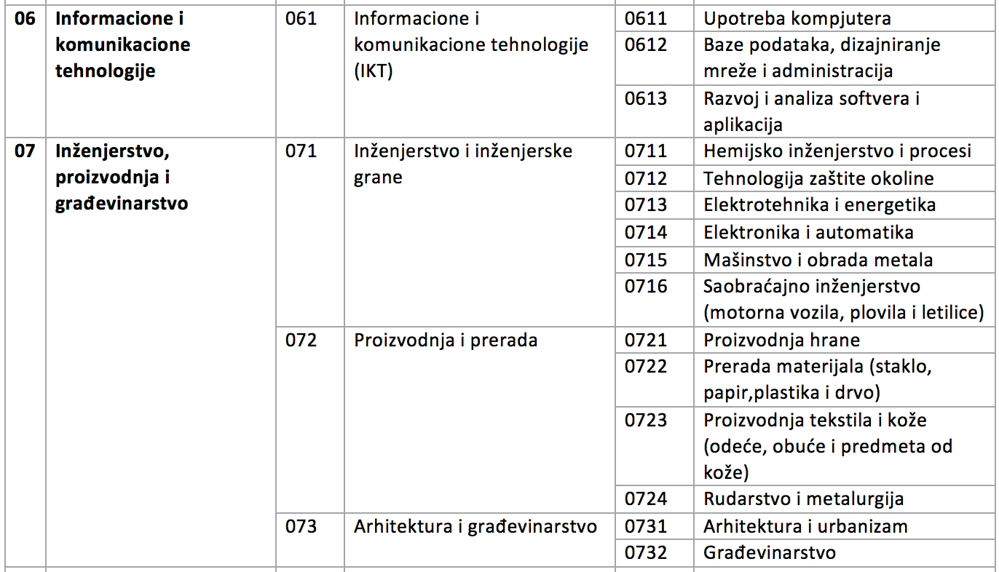 06 Informacione i 061 Informacione i 0611 Upotreba kompjutera
komunikacione komunikacione tehnologije 0612 Baze podataka, dizajniranje
tehnologije (IKT) mreže i administracija
0613 Razvoj i analiza softvera i
aplikacija
07 Inženjerstvo, 071 Inženjerstvo i inženjerske 0711 Hemijsko inženjerstvo i procesi
proizvodnja i grane 0712 Tehnologija zaštite okoline
građevinarstvo 0713 Elektrotehnika i energetika
0714 Elektronika i automatika
0715 Mašinstvo i obrada metala
0716 Saobraćajno inženjerstvo
(motorna vozila, plovila i letilice)
072 Proizvodnja i prerada 0721 Proizvodnja hrane
0722 Prerada materijala (staklo,
papir,plastika i drvo)
0723 Proizvodnja tekstila i kože
(odeće, obuće i predmeta od
kože)
0724 Rudarstvo i metalurgija
073 Arhitektura i građevinarstvo 0731 Arhitektura i urbanizam
0732 Građevinarstvo